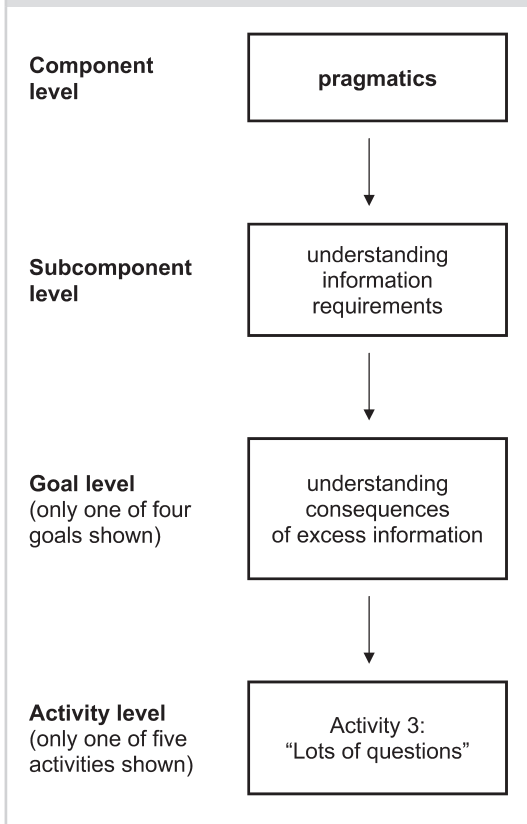 Component
level
pragmatics
Subcomponent
level
understanding
information
requirements
Goal level
(only one of four
goals shown)
understanding
consequences
of excess information
Activity level
(only one of five
activities shown)
Activity 3:
“Lots of questions”